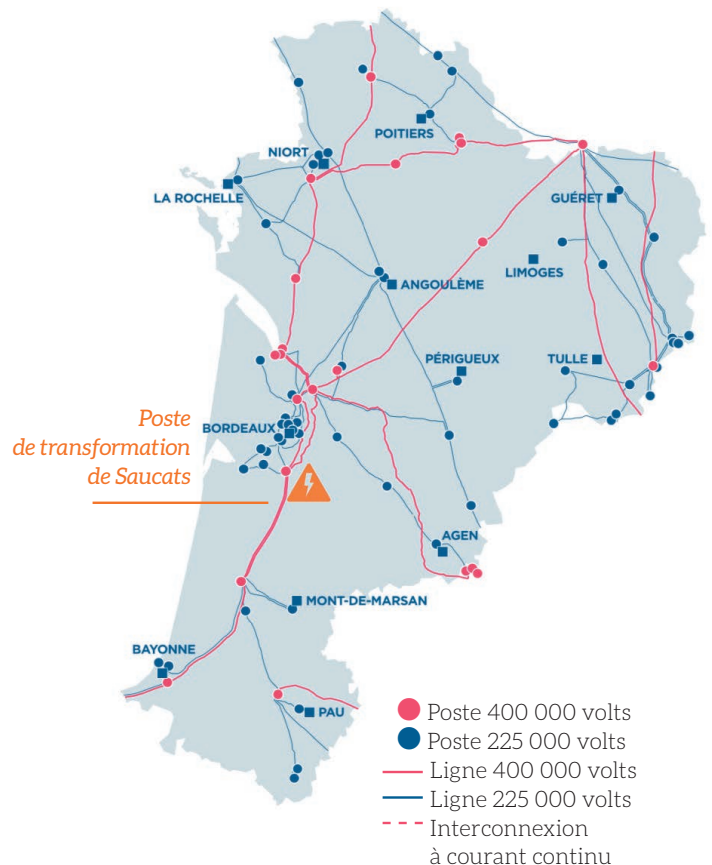 POITIERS
NIORT
LA ROCHELLE
GUÉRET
LIMOGES
ANGOULÊME
PÉRIGUEUX
TULLE
Poste
de transformation
de Saucats
BORDEAUX
AGEN
MONT-DE-MARSAN
BAYONNE
PAU
Poste 400 000 volts
Poste 225 000 volts
Ligne 400 000 volts
Ligne 225 000 volts
Interconnexion
à courant continu